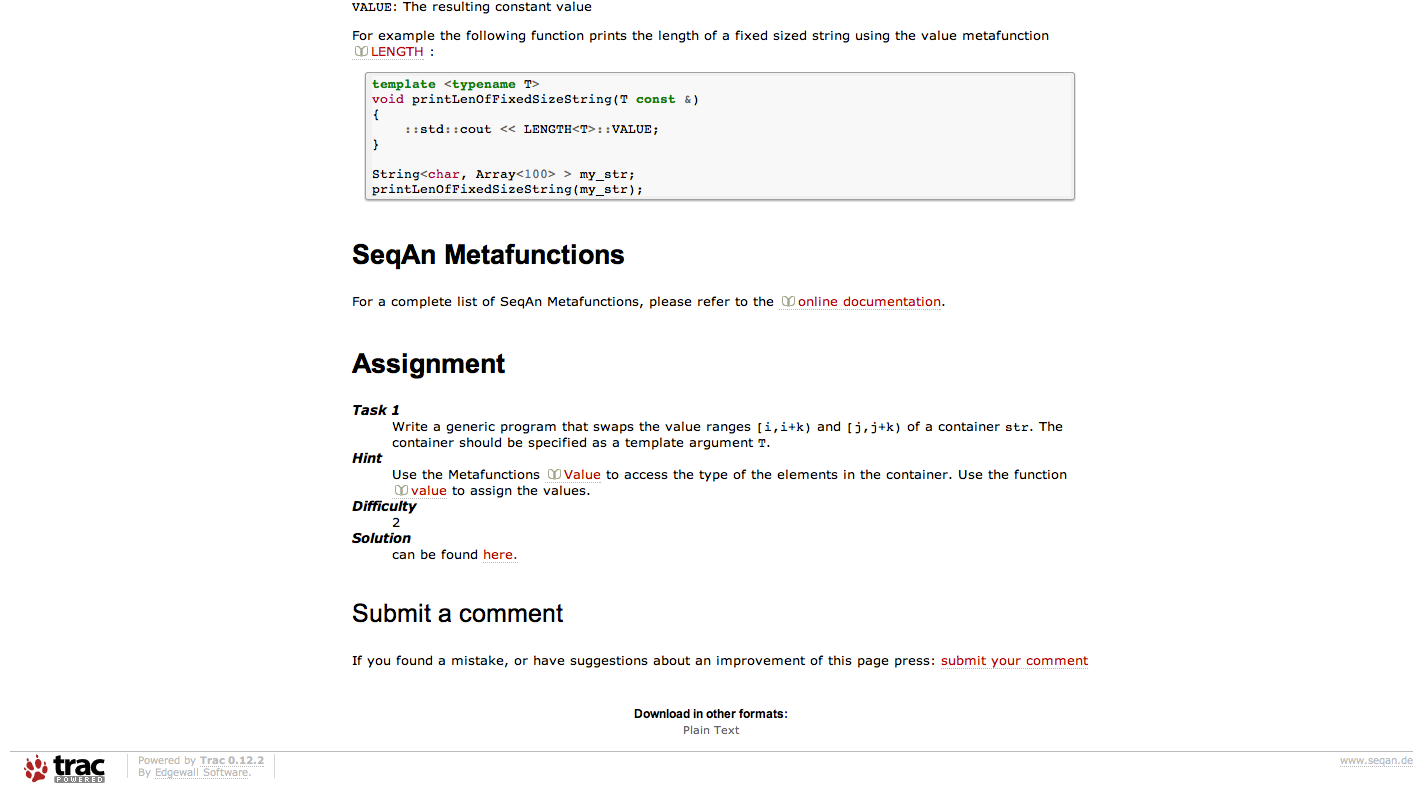 VALUE: The resulting constant value
For example the following function prints the length of a fixed sized string using the value metafunction
LENGTH :
template <typename T>
void printLenOfFixedSizeString(T const &)
{
    ::std::cout << LENGTH<T>::VALUE;
}
String<char, Array<100> > my_str;
printLenOfFixedSizeString(my_str);
SeqAn Metafunctions
For a complete list of SeqAn Metafunctions, please refer to the online documentation.
Assignment
Task 1
Write a generic program that swaps the value ranges [i,i+k) and [j,j+k) of a container str. The
container should be specified as a template argument T.
Hint
Use the Metafunctions Value to access the type of the elements in the container. Use the function
value to assign the values.
Difficulty
2
Solution
can be found here.
Submit a comment
If you found a mistake, or have suggestions about an improvement of this page press: submit your comment
Download in other formats:
Plain Text
trac
POWERED
Powered by Trac 0.12.2
By Edgewall Software.
www.seqan.de